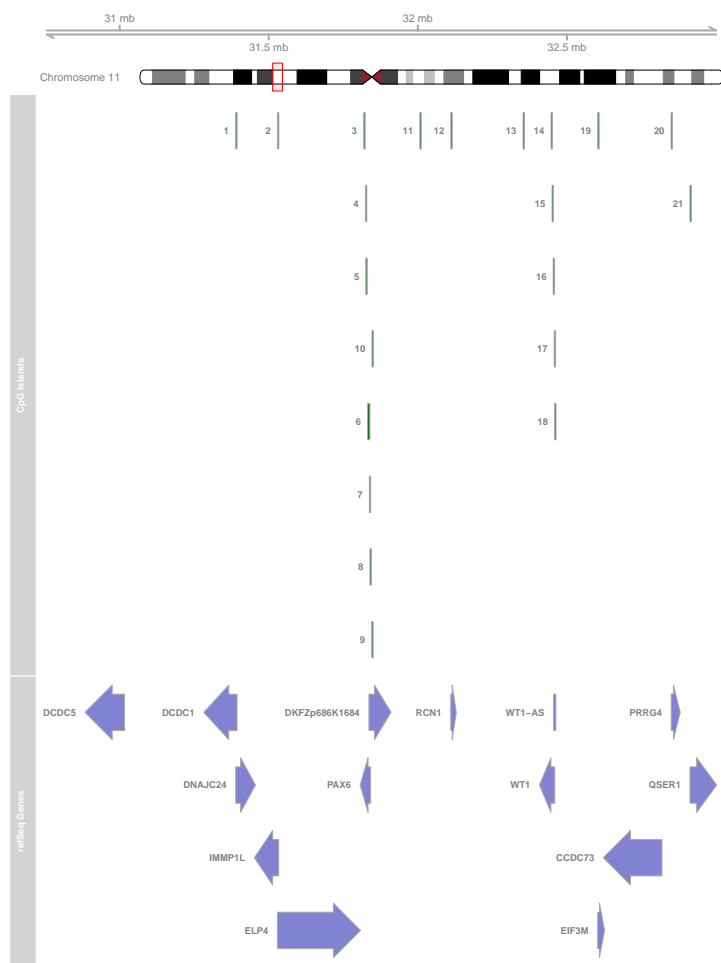 31 mb 32 mb
31.5 mb 32.5 mb
Chromosome 11
1 2 3 11 12 13 14 19 20
4 15 21
5 16
10 17
6 18
7
8
9
CpG Islands
DCDC5 DCDC1 DKFZp686K1684 RCN1 WT1−AS PRRG4
DNAJC24 PAX6 WT1 QSER1
IMMP1L CCDC73
ELP4 EIF3M
refSeq Genes